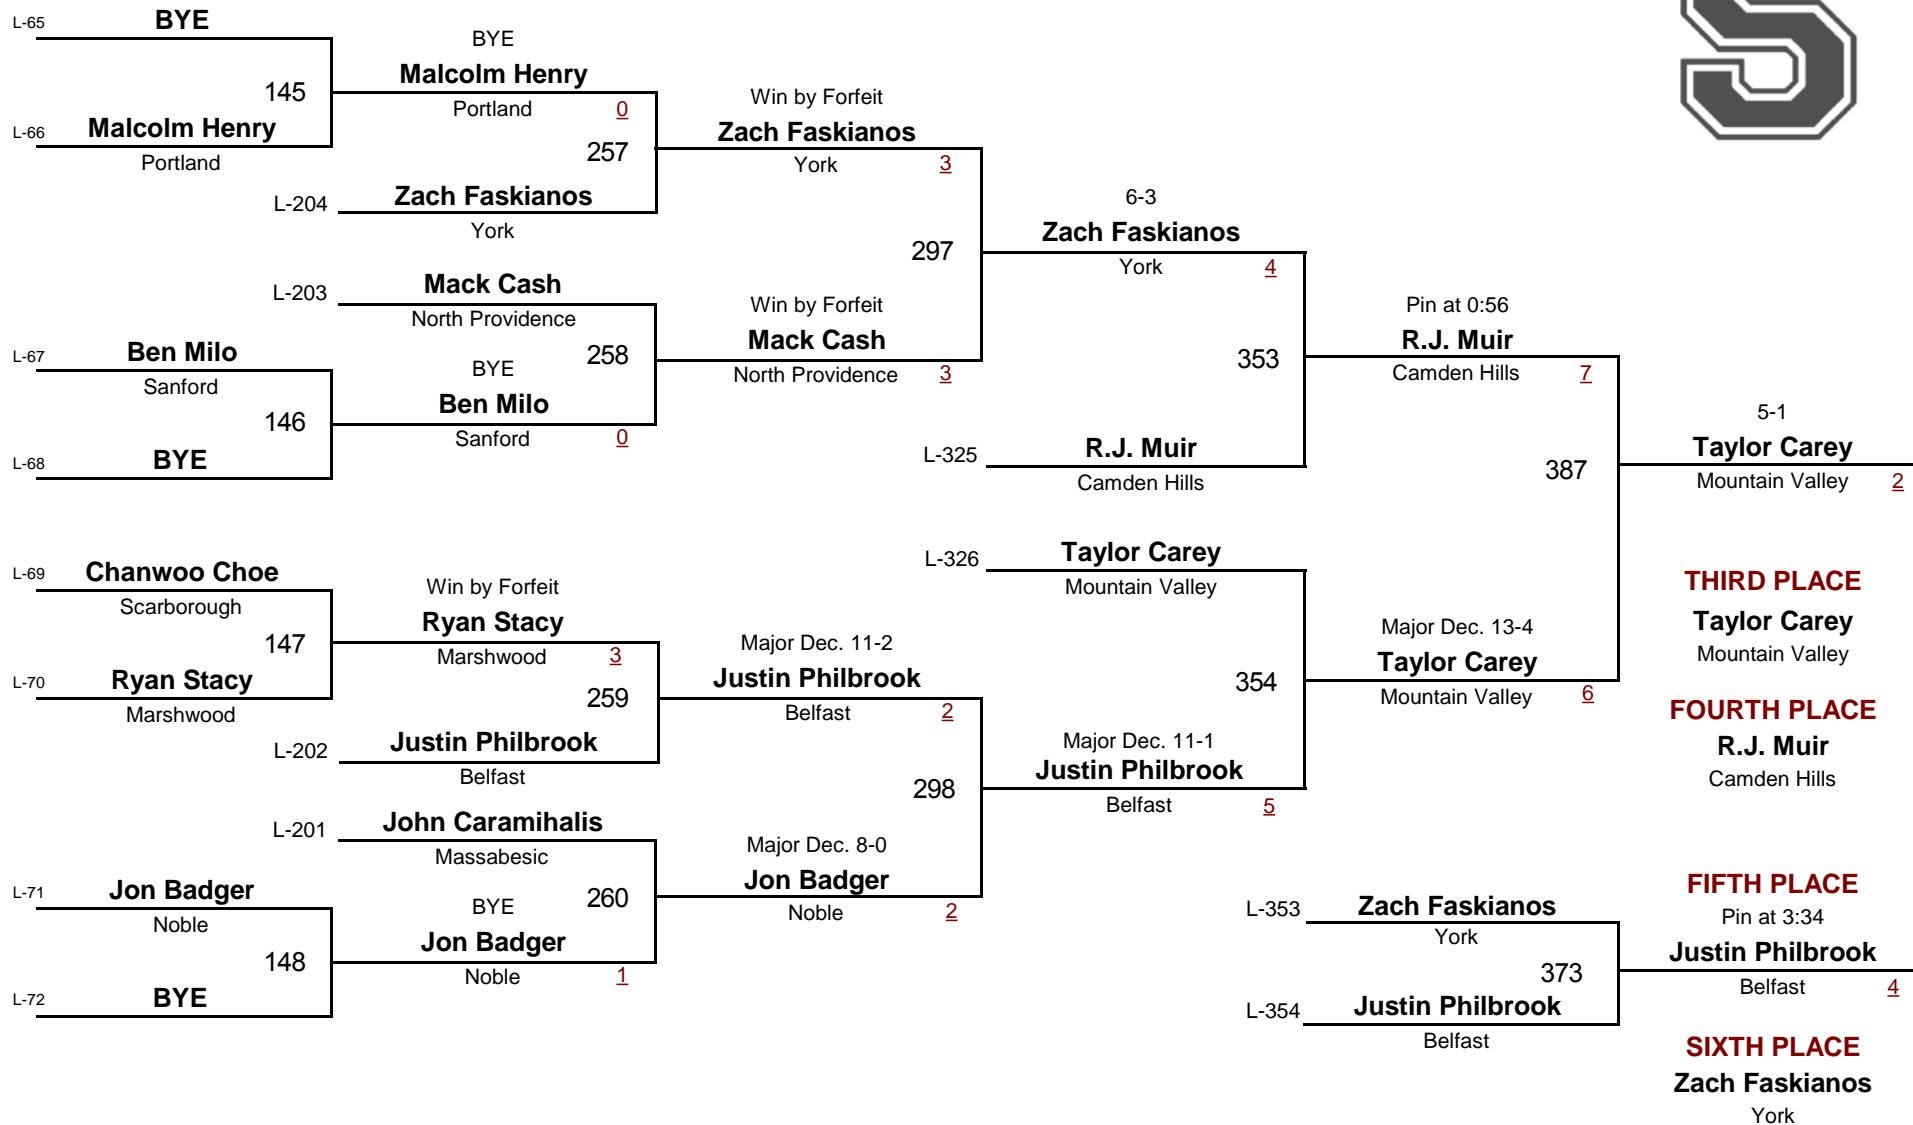 L-65
BYE
145
L-66
Malcolm Henry
Portland
BYE
Malcolm Henry
Portland
0
257
L-204
Zach Faskianos
York
Win by Forfeit
Zach Faskianos
York
3
L-203
Mack Cash
North Providence
258
L-67
Ben Milo
Sanford
146
L-68
BYE
BYE
Ben Milo
Sanford
0
Win by Forfeit
Mack Cash
North Providence
3
297
6-3
Zach Faskianos
York
4
353
L-325
R.J. Muir
Camden Hills
Pin at 0:56
R.J. Muir
Camden Hills
7
387
5-1
Taylor Carey
Mountain Valley
2
L-69
Chanwoo Choe
Scarborough
147
L-70
Ryan Stacy
Marshwood
Win by Forfeit
Ryan Stacy
Marshwood
3
259
L-202
Justin Philbrook
Belfast
Major Dec. 11-2
Justin Philbrook
Belfast
2
L-201
John Caramihalis
Massabesic
260
L-71
Jon Badger
Noble
148
L-72
BYE
BYE
Jon Badger
Noble
1
Major Dec. 8-0
Jon Badger
Noble
2
298
L-326
Taylor Carey
Mountain Valley
354
Major Dec. 11-1
Justin Philbrook
Belfast
5
Major Dec. 13-4
Taylor Carey
Mountain Valley
6
THIRD PLACE
Taylor Carey
Mountain Valley
FOURTH PLACE
R.J. Muir
Camden Hills
L-353
Zach Faskianos
York
373
L-354
Justin Philbrook
Belfast
FIFTH PLACE
Pin at 3:34
Justin Philbrook
Belfast
4
SIXTH PLACE
Zach Faskianos
York
S